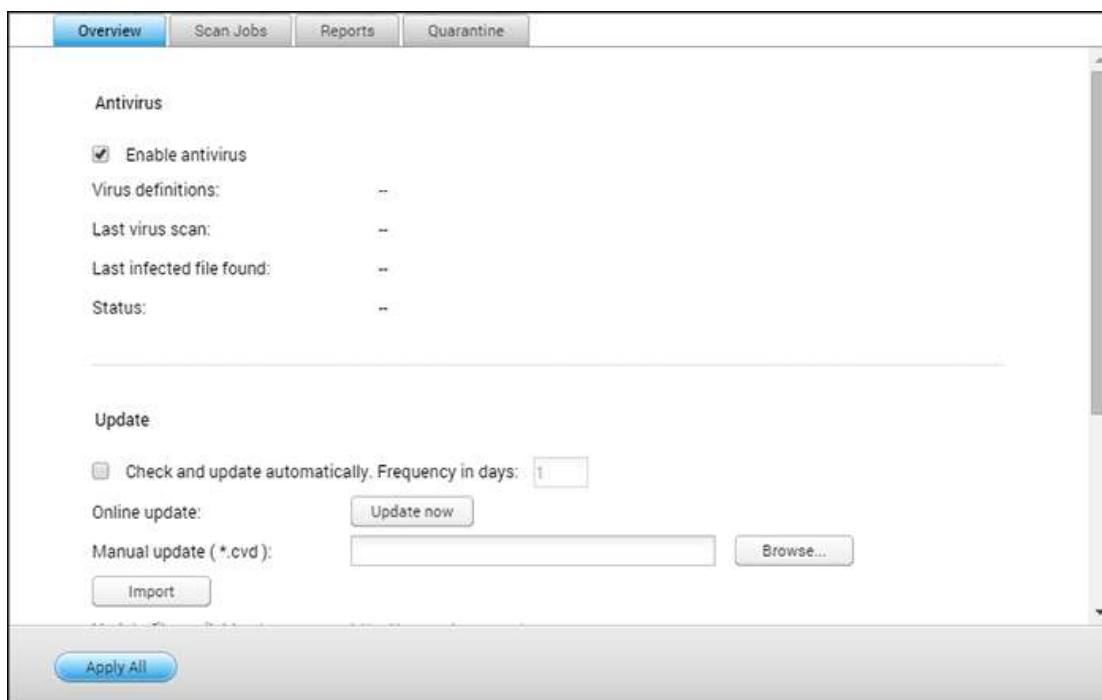 Overview Scan Jobs Reports Quarantine
Antivirus
Enable antivirus
Virus definitions: --
Last virus scan: --
Last infected file found: --
Status: --
Update
Check and update automatically. Frequency in days: 1
Online update: Update now
Manual update ( *.cvd ): Browse...
Import
Apply All